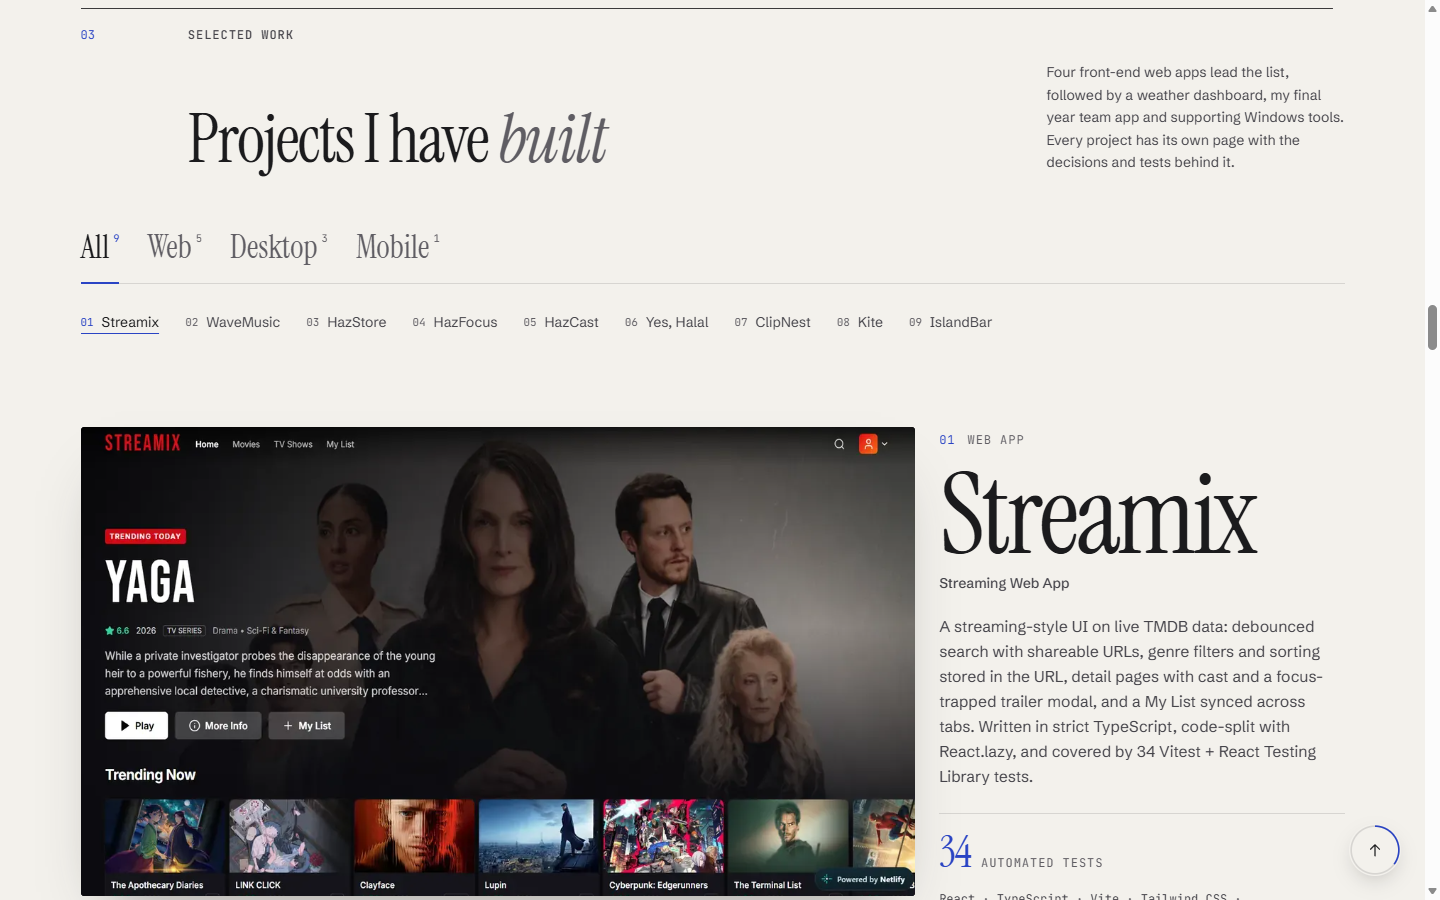 03 SELECTED WORK
Projects I have built
Four front-end web apps lead the list,
followed by a weather dashboard, my final
year team app and supporting Windows tools.
Every project has its own page with the
decisions and tests behind it.
All 9 Web 5 Desktop 3 Mobile 1
01 Streamix 02 WaveMusic 03 HazStore 04 HazFocus 05 HazCast 06 Yes, Halal 07 ClipNest 08 Kite 09 IslandBar
STREAMIX Home Movies TV Shows My List
TRENDING TODAY
YAGA
6.6 2026 TV SERIES Drama • Sci-Fi & Fantasy
While a private investigator probes the disappearance of the young
heir to a powerful fishery, he finds himself at odds with an
apprehensive local detective, a charismatic university professor...
Play More Info My List
Trending Now
The Apothecary Diaries LINK CLICK Clayface Lupin Cyberpunk: Edgerunners The Terminal List
Powered by Netlify
01 WEB APP
Streamix
Streaming Web App
A streaming-style UI on live TMDB data: debounced
search with shareable URLs, genre filters and sorting
stored in the URL, detail pages with cast and a focus-
trapped trailer modal, and a My List synced across
tabs. Written in strict TypeScript, code-split with
React.lazy, and covered by 34 Vitest + React Testing
Library tests.
34 AUTOMATED TESTS
React · TypeScript · Vite · Tailwind CSS ·